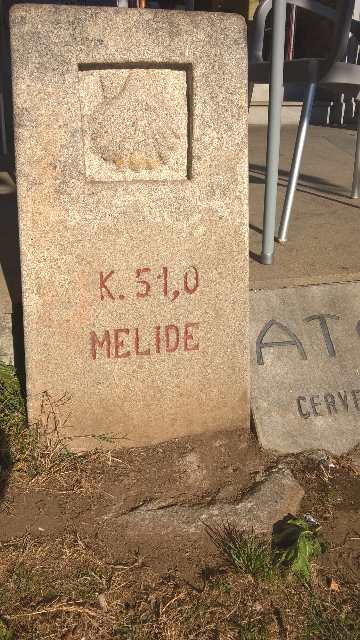 K. 51,0
MELIDE
AT
CERVE